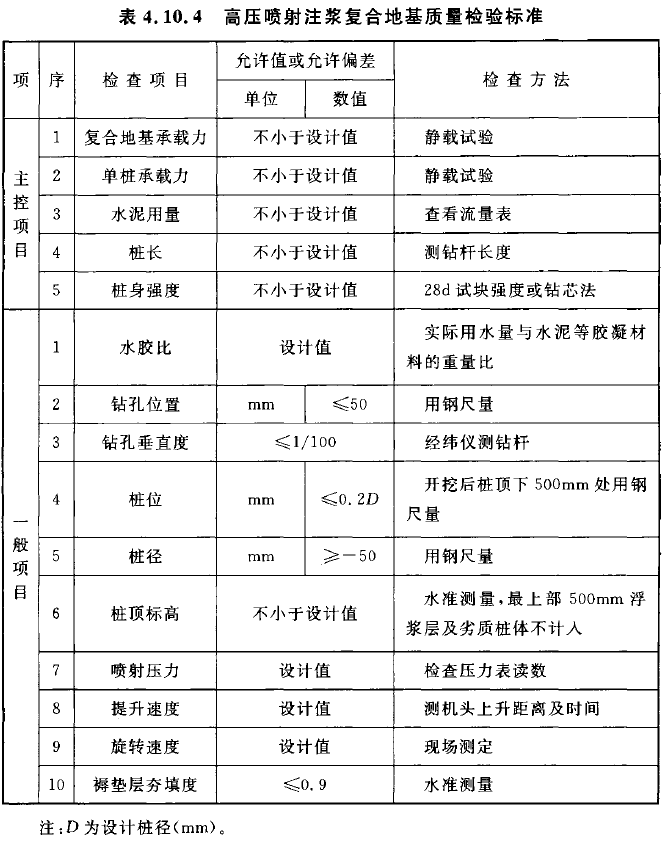 表 4.10.4 高压喷射注浆复合地基质量检验标准
项 序 检查项目 允许值或允许偏差 检查方法
单位 数值
主控项目
1 复合地基承载力 不小于设计值 静载试验
2 单桩承载力 不小于设计值 静载试验
3 水泥用量 不小于设计值 查看流量表
4 桩长 不小于设计值 测钻杆长度
5 桩身强度 不小于设计值 28d 试块强度或钻芯法
一般项目
1 水胶比 设计值 实际用水量与水泥等胶凝材
料的重量比
2 钻孔位置 mm ≤50 用钢尺量
3 钻孔垂直度 ≤1/100 经纬仪测钻杆
4 桩位 mm ≤0.2D 开挖后桩顶下 500mm 处用钢
尺量
5 桩径 mm ≥－50 用钢尺量
6 桩顶标高 不小于设计值 水准测量,最上部 500mm 浮
浆层及劣质桩体不计入
7 喷射压力 设计值 检查压力表读数
8 提升速度 设计值 测机头上升距离及时间
9 旋转速度 设计值 现场测定
10 褥垫层夯填度 ≤0.9 水准测量
注:D 为设计桩径(mm)。